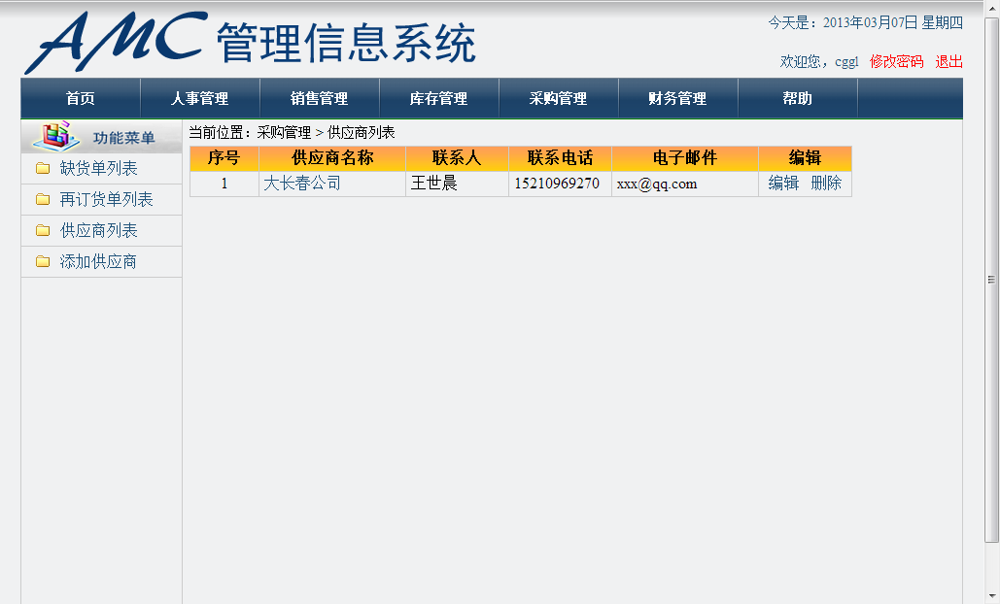 AMC 管理信息系统
今天是：2013年03月07日 星期四
欢迎您，cggl 修改密码 退出
首页 人事管理 销售管理 库存管理 采购管理 财务管理 帮助
功能菜单
缺货单列表
再订货单列表
供应商列表
添加供应商
当前位置：采购管理 > 供应商列表
序号 供应商名称 联系人 联系电话 电子邮件 编辑
1 大长春公司 王世晨 15210969270 xxx@qq.com 编辑 删除